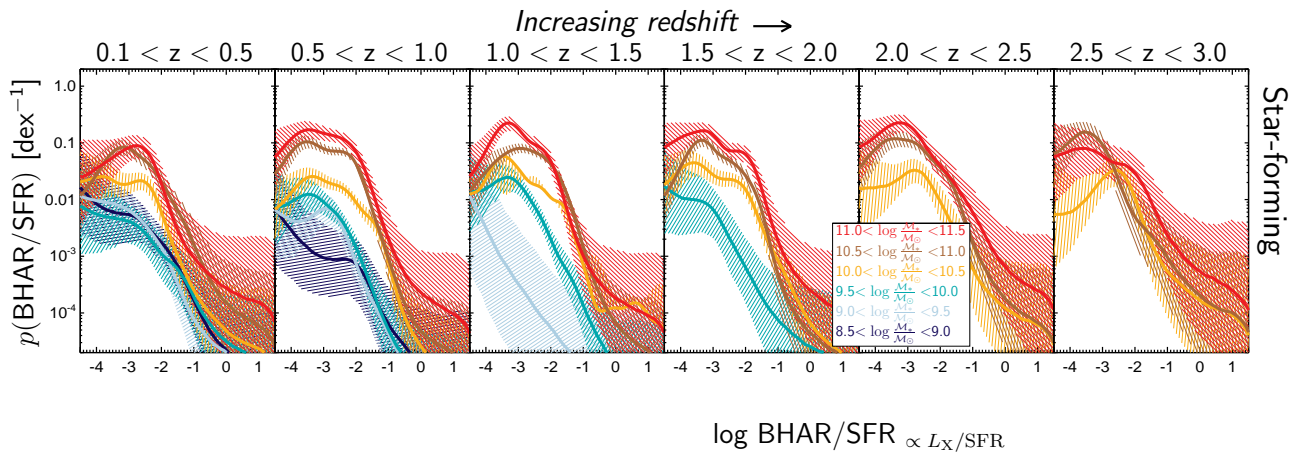 Increasing redshift →
0.1 < z < 0.5 0.5 < z < 1.0 1.0 < z < 1.5 1.5 < z < 2.0 2.0 < z < 2.5 2.5 < z < 3.0
p(BHAR/SFR) [dex⁻¹]
1.0
0.1
0.01
10⁻³
10⁻⁴
Star-forming
11.0< log M*/M⊙ <11.5
10.5< log M*/M⊙ <11.0
10.0< log M*/M⊙ <10.5
9.5< log M*/M⊙ <10.0
9.0< log M*/M⊙ <9.5
8.5< log M*/M⊙ <9.0
-4 -3 -2 -1 0 1 -4 -3 -2 -1 0 1 -4 -3 -2 -1 0 1 -4 -3 -2 -1 0 1 -4 -3 -2 -1 0 1 -4 -3 -2 -1 0 1
log BHAR/SFR ∝ L_X/SFR